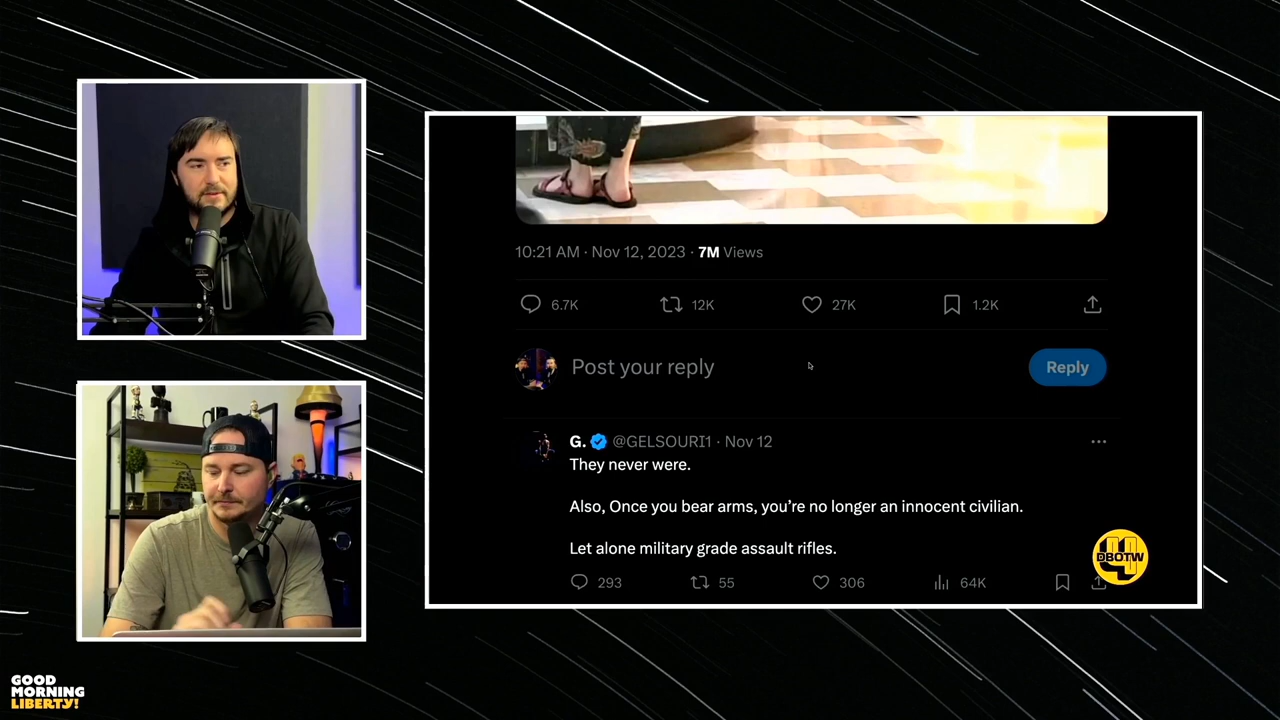 10:21 AM · Nov 12, 2023 · 7M Views
6.7K 12K 27K 1.2K
Post your reply
Reply
G. @GELSOURI1 · Nov 12
They never were.
Also, Once you bear arms, you’re no longer an innocent civilian.
Let alone military grade assault rifles.
293 55 306 64K
DBOTW
GOOD
MORNING
LIBERTY!